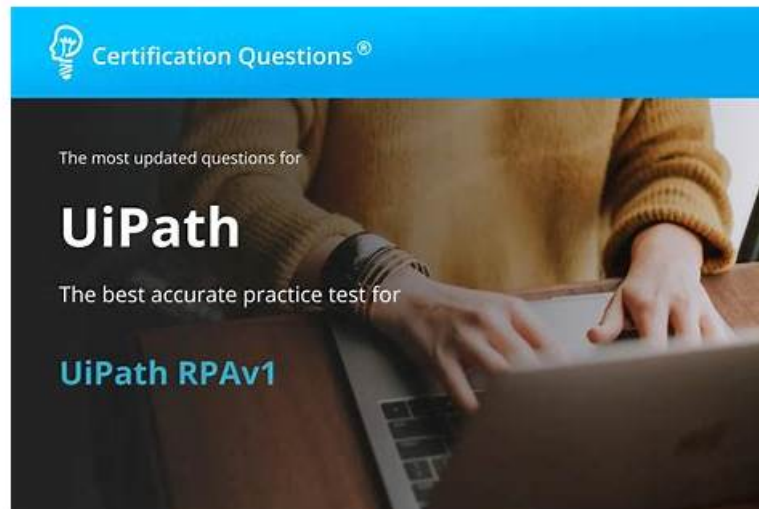 Certification Questions®
The most updated questions for
UiPath
The best accurate practice test for
UiPath RPAv1